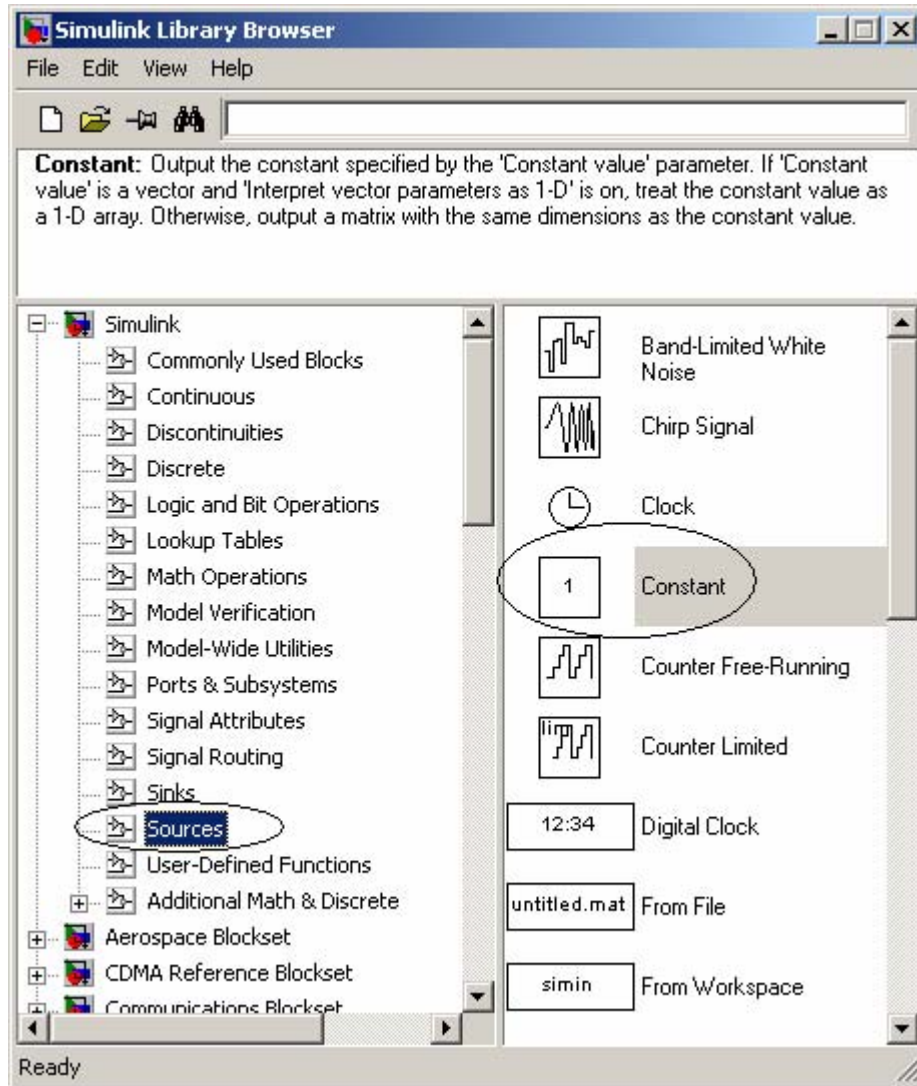 Simulink Library Browser
File Edit View Help
Constant: Output the constant specified by the 'Constant value' parameter. If 'Constant
value' is a vector and 'Interpret vector parameters as 1-D' is on, treat the constant value as
a 1-D array. Otherwise, output a matrix with the same dimensions as the constant value.
Simulink
Commonly Used Blocks
Continuous
Discontinuities
Discrete
Logic and Bit Operations
Lookup Tables
Math Operations
Model Verification
Model-Wide Utilities
Ports & Subsystems
Signal Attributes
Signal Routing
Sinks
Sources
User-Defined Functions
Additional Math & Discrete
Aerospace Blockset
CDMA Reference Blockset
Communications Blockset
Band-Limited White
Noise
Chirp Signal
Clock
1 Constant
Counter Free-Running
Counter Limited
12:34 Digital Clock
untitled.mat From File
simin From Workspace
Ready